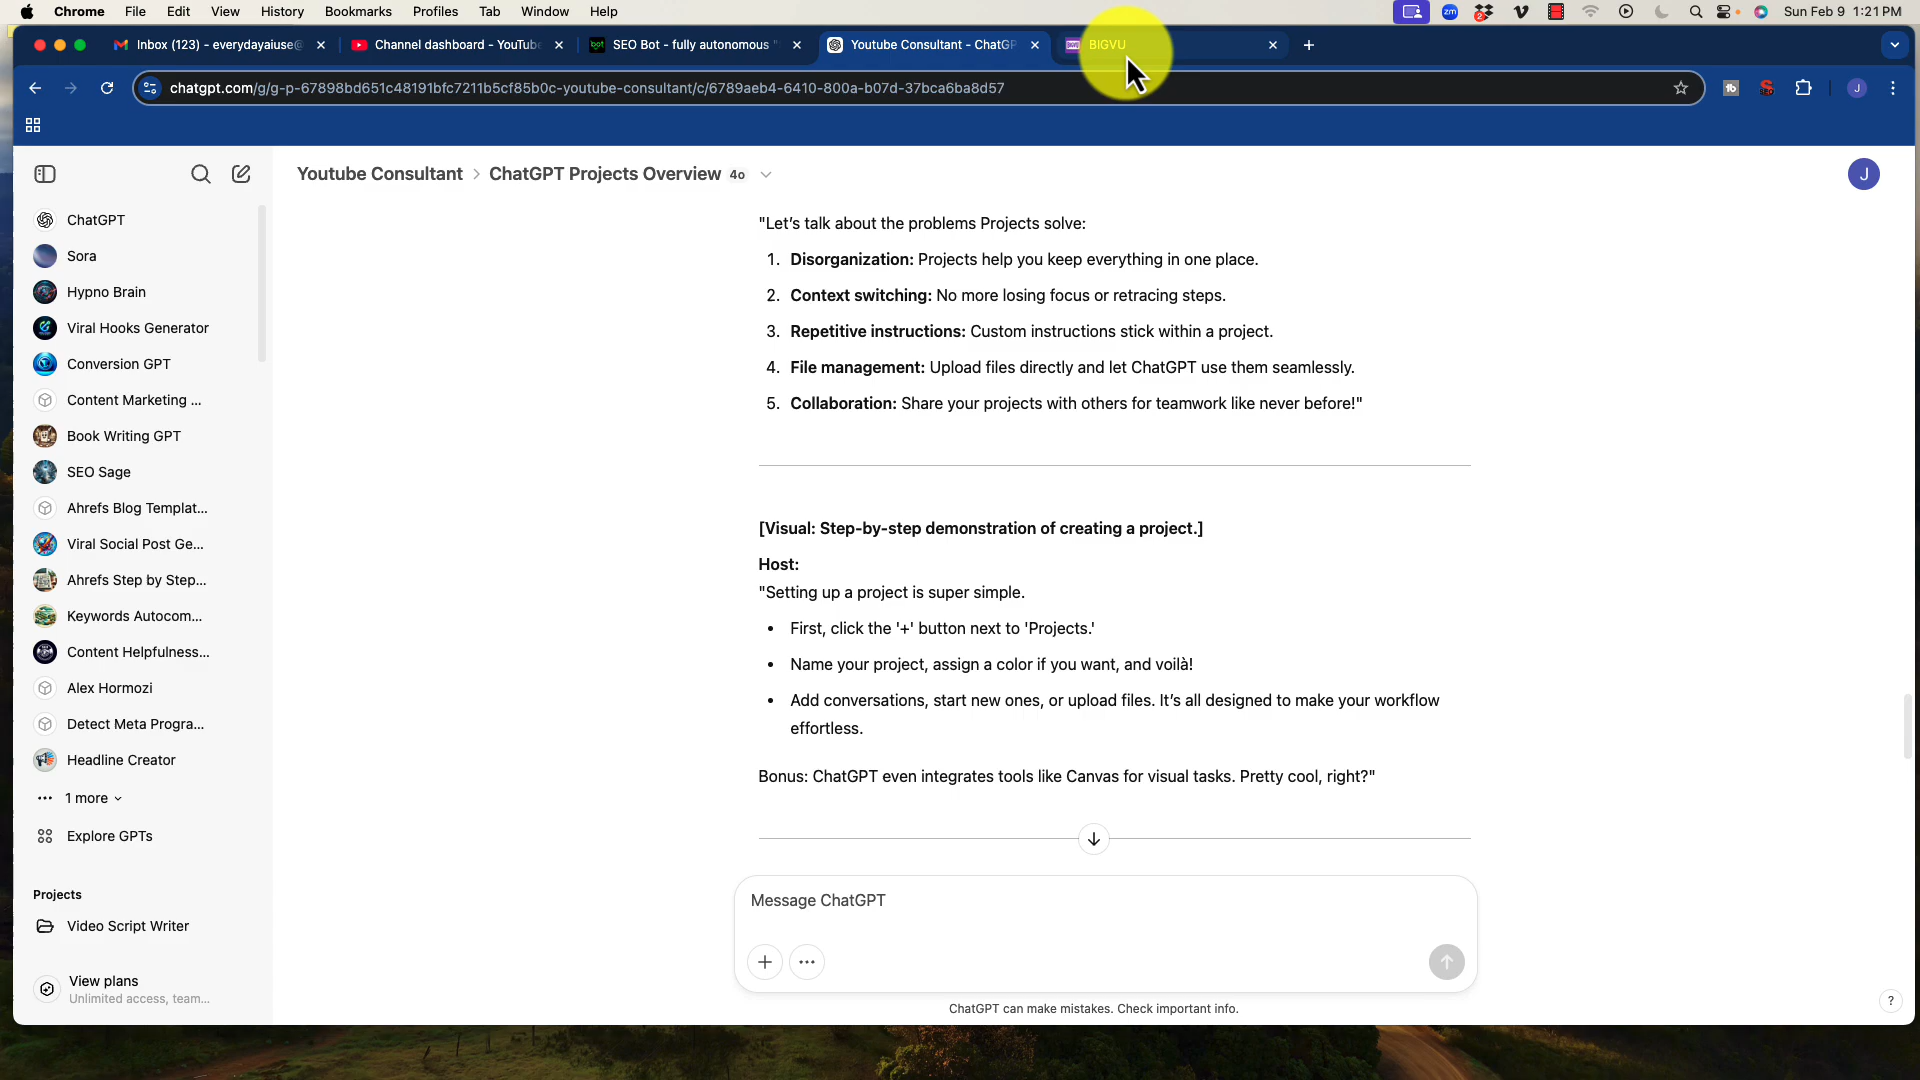 Chrome File Edit View History Bookmarks Profiles Tab Window Help
zm 2 Sun Feb 9 1:21 PM
Inbox (123) - everydayaiuse@
Channel dashboard - YouTube
SEO Bot - fully autonomous "
Youtube Consultant - ChatGP
BIGVU
chatgpt.com/g/g-p-67898bd651c48191bfc7211b5cf85b0c-youtube-consultant/c/6789aeb4-6410-800a-b07d-37bca6ba8d57
J
Youtube Consultant > ChatGPT Projects Overview 4o
J
ChatGPT
Sora
Hypno Brain
Viral Hooks Generator
Conversion GPT
Content Marketing ...
Book Writing GPT
SEO Sage
Ahrefs Blog Templat...
Viral Social Post Ge...
Ahrefs Step by Step...
Keywords Autocom...
Content Helpfulness...
Alex Hormozi
Detect Meta Progra...
Headline Creator
1 more
Explore GPTs
Projects
Video Script Writer
View plans
Unlimited access, team...
"Let's talk about the problems Projects solve:
1. Disorganization: Projects help you keep everything in one place.
2. Context switching: No more losing focus or retracing steps.
3. Repetitive instructions: Custom instructions stick within a project.
4. File management: Upload files directly and let ChatGPT use them seamlessly.
5. Collaboration: Share your projects with others for teamwork like never before!"
[Visual: Step-by-step demonstration of creating a project.]
Host:
"Setting up a project is super simple.
• First, click the '+' button next to 'Projects.'
• Name your project, assign a color if you want, and voilà!
• Add conversations, start new ones, or upload files. It's all designed to make your workflow
effortless.
Bonus: ChatGPT even integrates tools like Canvas for visual tasks. Pretty cool, right?"
Message ChatGPT
ChatGPT can make mistakes. Check important info.
?